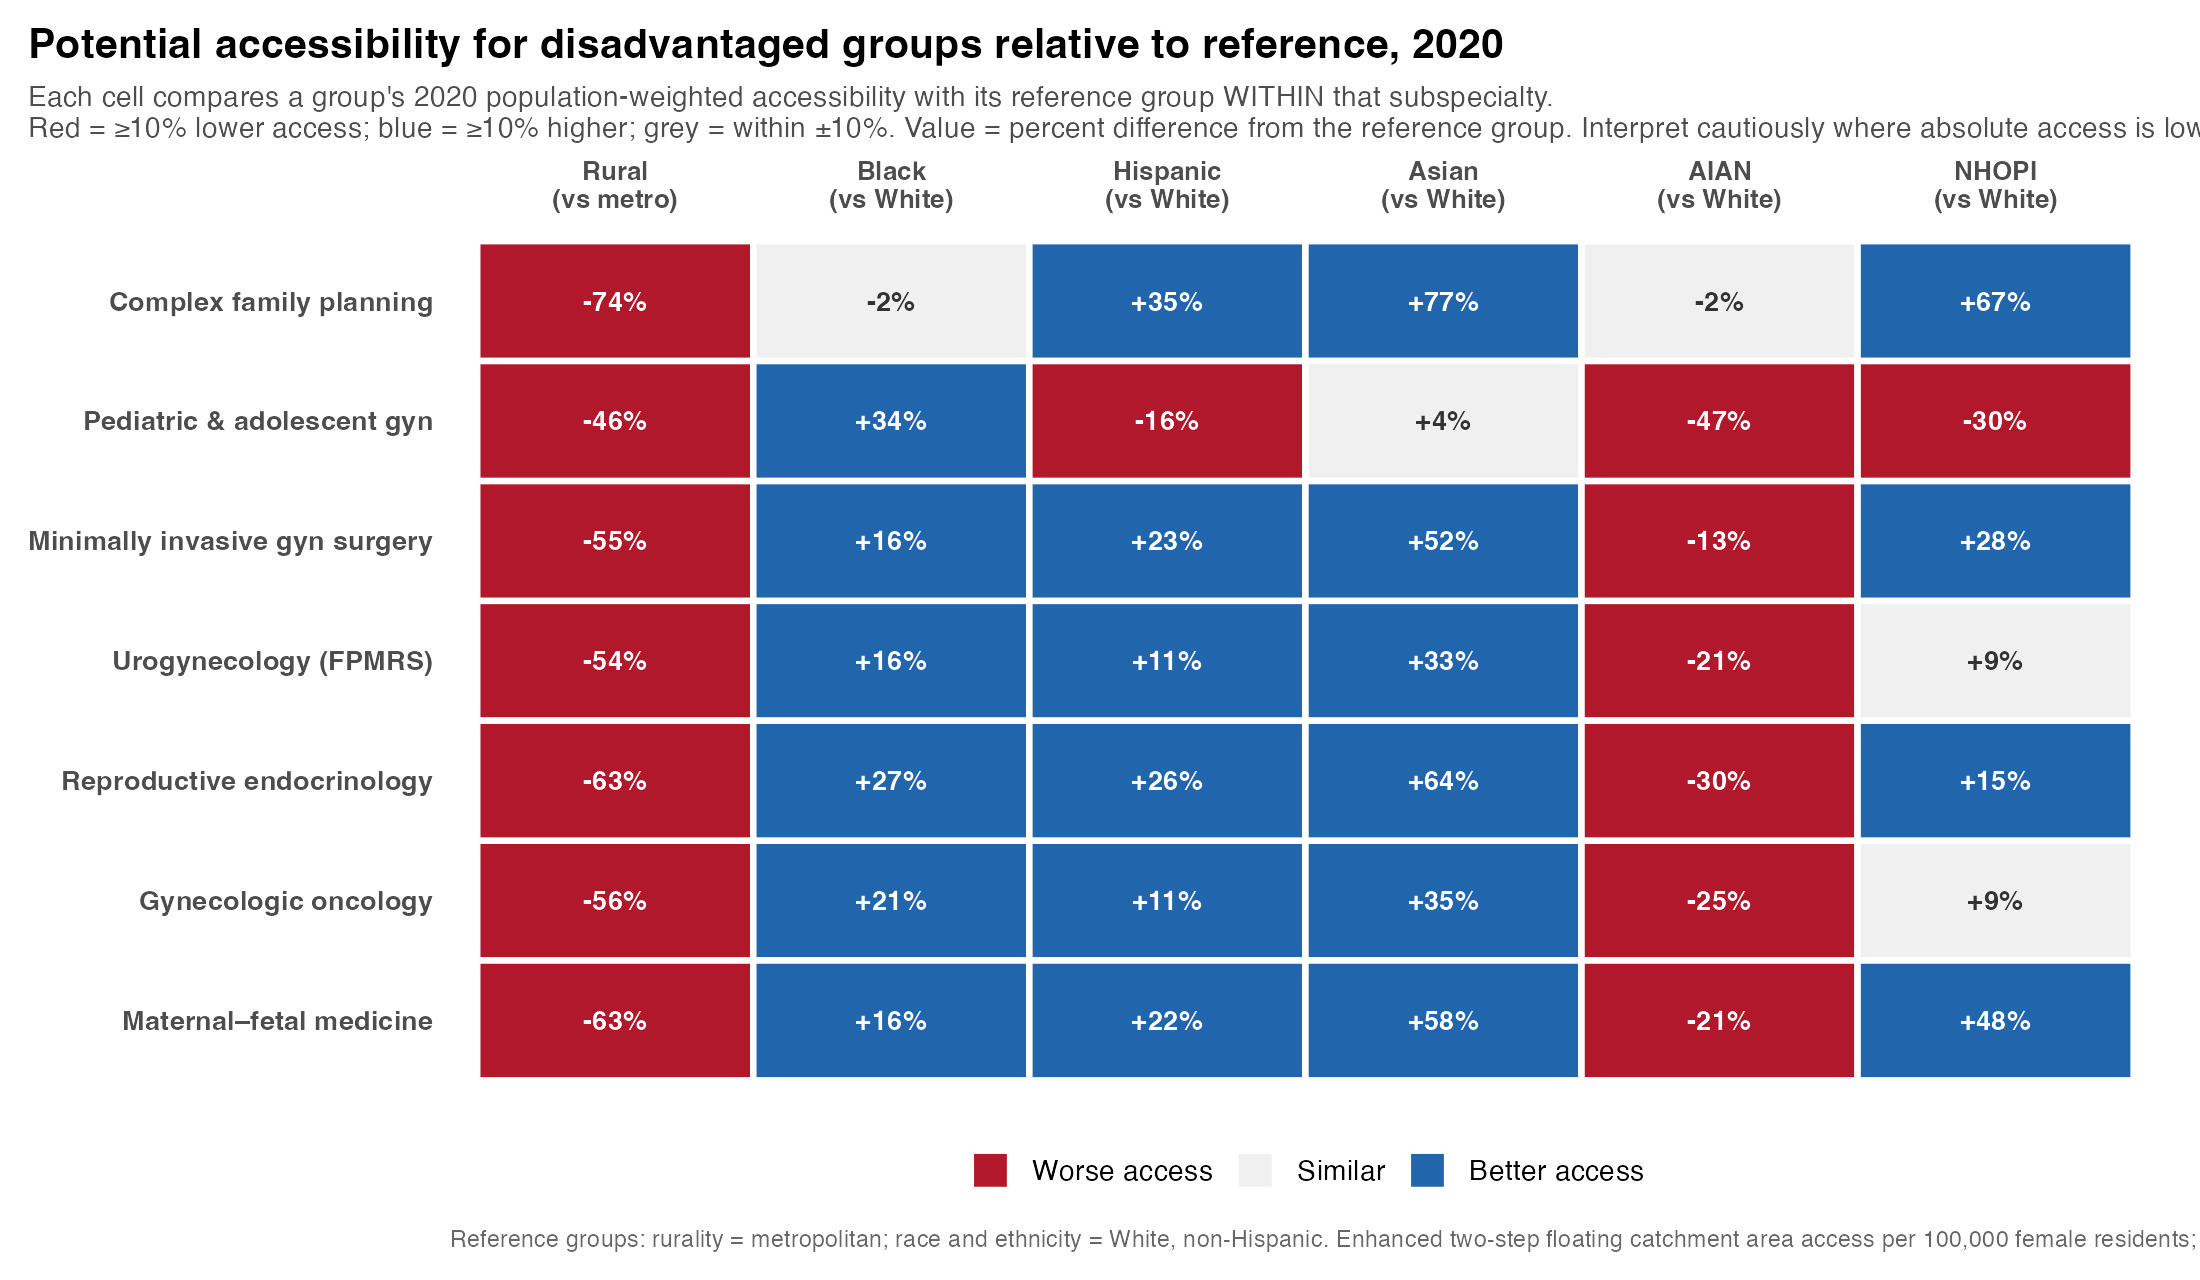 Potential accessibility for disadvantaged groups relative to reference, 2020
Each cell compares a group's 2020 population-weighted accessibility with its reference group WITHIN that subspecialty.
Red = ≥10% lower access; blue = ≥10% higher; grey = within ±10%. Value = percent difference from the reference group. Interpret cautiously where absolute access is low
Rural Black Hispanic Asian AIAN NHOPI
(vs metro) (vs White) (vs White) (vs White) (vs White) (vs White)
Complex family planning -74% -2% +35% +77% -2% +67%
Pediatric & adolescent gyn -46% +34% -16% +4% -47% -30%
Minimally invasive gyn surgery -55% +16% +23% +52% -13% +28%
Urogynecology (FPMRS) -54% +16% +11% +33% -21% +9%
Reproductive endocrinology -63% +27% +26% +64% -30% +15%
Gynecologic oncology -56% +21% +11% +35% -25% +9%
Maternal–fetal medicine -63% +16% +22% +58% -21% +48%
Worse access Similar Better access
Reference groups: rurality = metropolitan; race and ethnicity = White, non-Hispanic. Enhanced two-step floating catchment area access per 100,000 female residents;